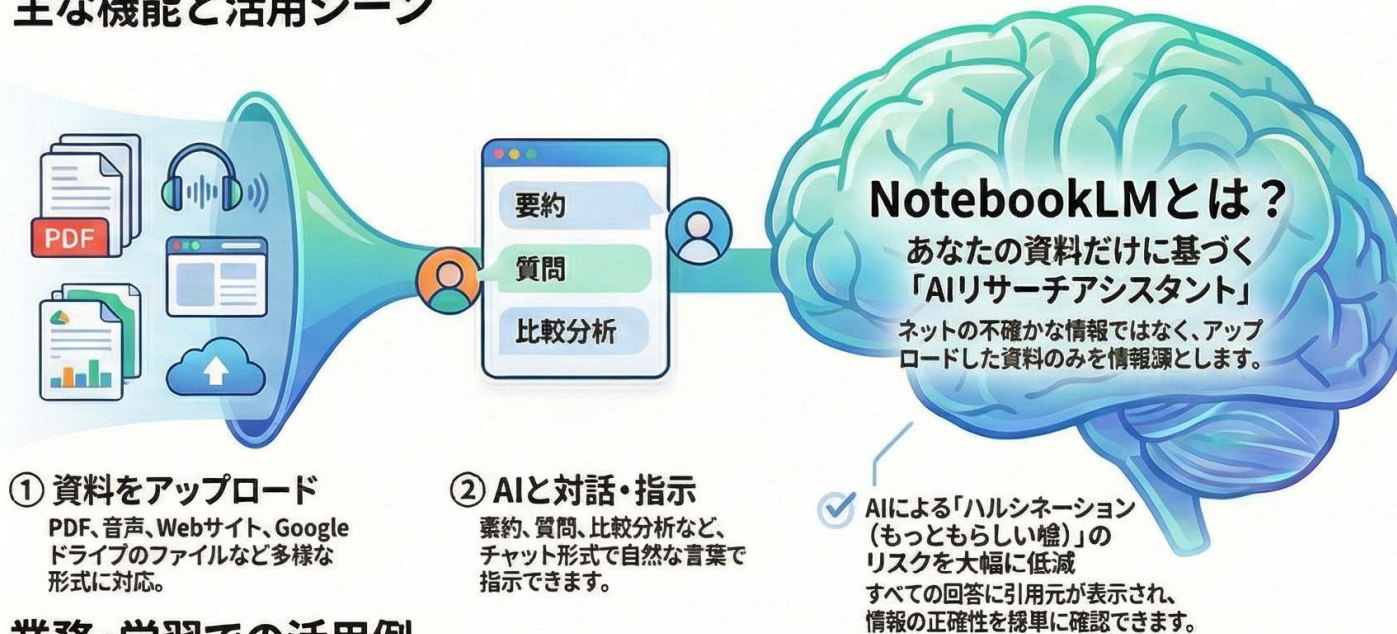 主な機能と活用シーン
PDF
要約
質問
比較分析
NotebookLMとは？
あなたの資料だけに基づく
「AIリサーチアシスタント」
ネットの不確かな情報ではなく、アップ
ロードした資料のみを情報源とします。
① 資料をアップロード
PDF、音声、Webサイト、Google
ドライブのファイルなど多様な
形式に対応。
② AIと対話・指示
、質問、比較分析など、
チャット形式で自然な言葉で
指示できます。
AIによる「ハルシネーション
（もっともらしい）」の
リスクを大幅に低減
すべての回答に引用元が表示され、
情報の正確性を単に確認できます。
業務・学習での活用例